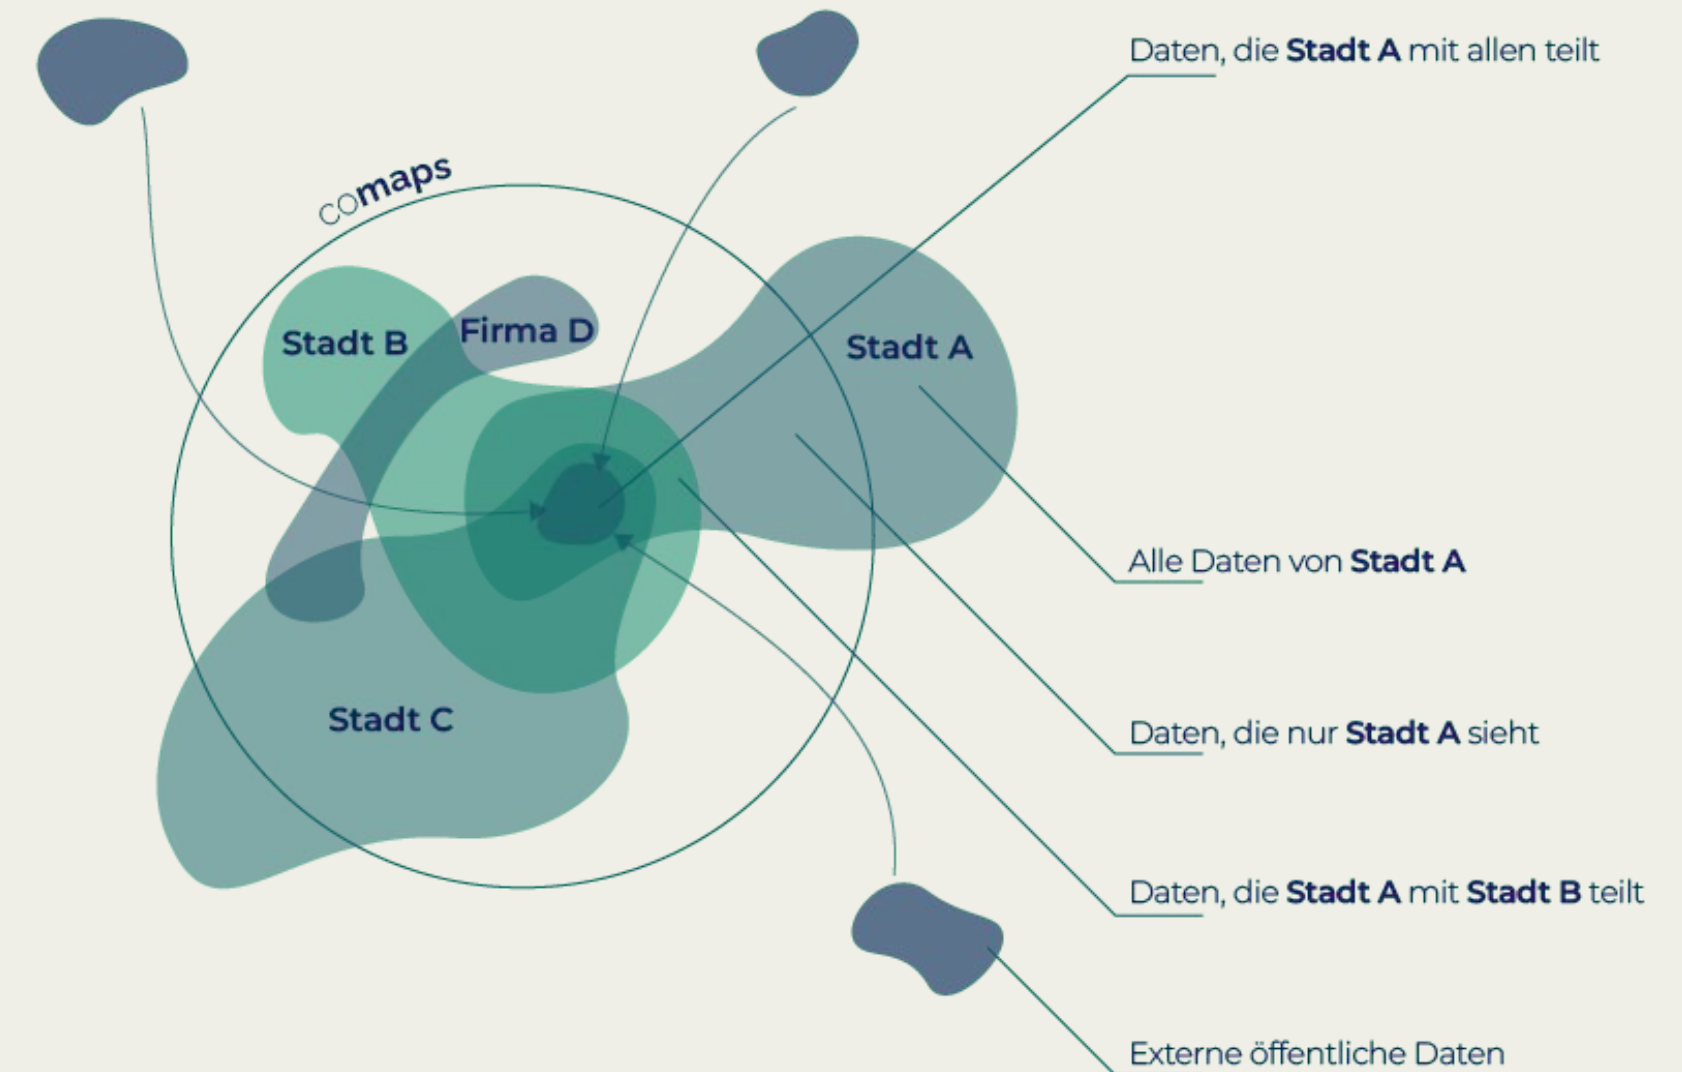 Daten, die Stadt A mit allen teilt
comaps
Stadt B
Firma D
Stadt A
Alle Daten von Stadt A
Stadt C
Daten, die nur Stadt A sieht
Daten, die Stadt A mit Stadt B teilt
Externe öffentliche Daten